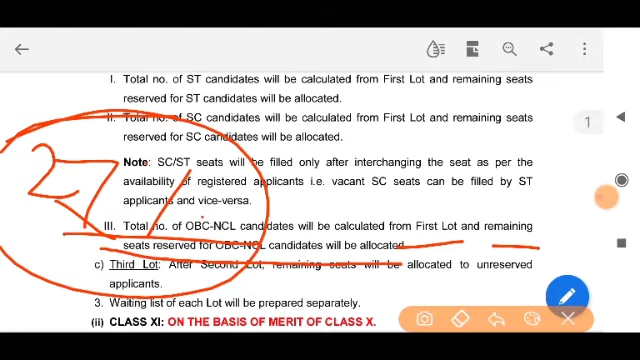 I. Total no. of ST candidates will be calculated from First Lot and remaining seats
reserved for ST candidates will be allocated.
II. Total no. of SC candidates will be calculated from First Lot and remaining seats
reserved for SC candidates will be allocated.
1
Note: SC/ST seats will be filled only after interchanging the seat as per the
availability of registered applicants i.e. vacant SC seats can be filled by ST
applicants and vice-versa.
27/
III. Total no. of OBC-NCL candidates will be calculated from First Lot and remaining
seats reserved for OBC-NCL candidates will be allocated.
c) Third Lot: After Second Lot, remaining seats will be allocated to unreserved
applicants.
3. Waiting list of each Lot will be prepared separately.
(ii) CLASS XI: ON THE BASIS OF MERIT OF CLASS X.